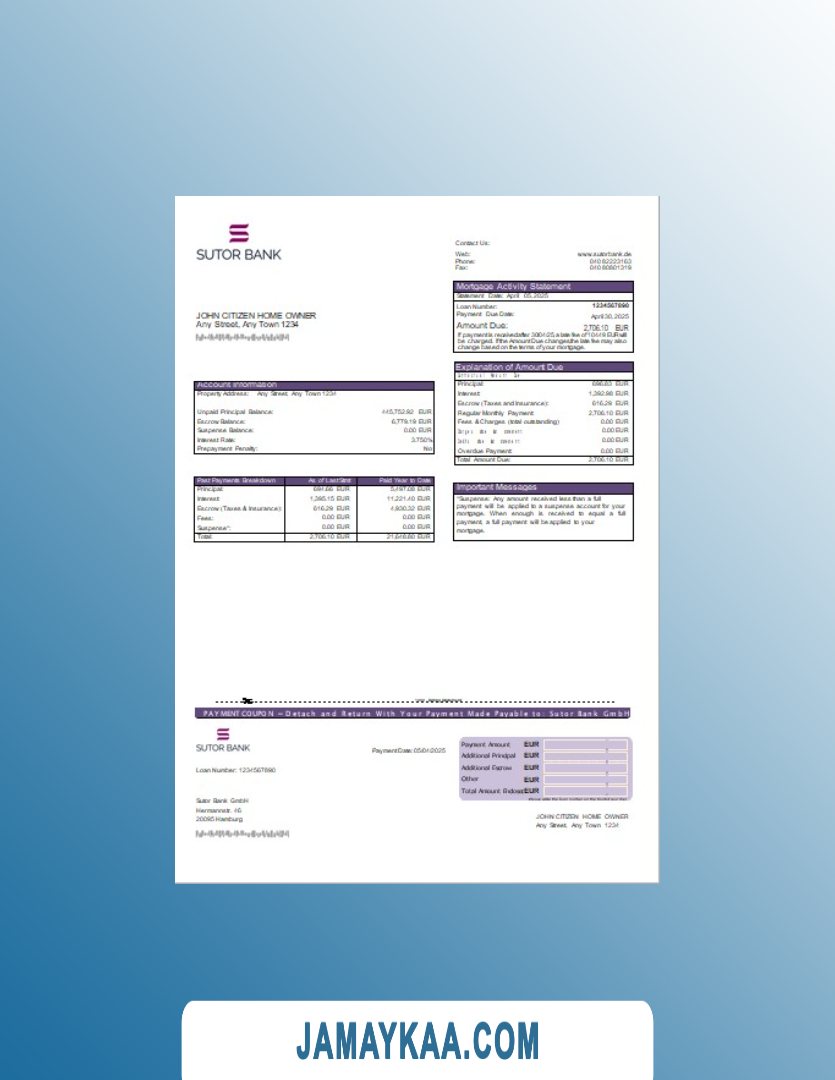 SUTOR BANK
Contact Us:
Web: www.sutorbank.de
Phone: 040 82223163
Fax: 040 80801319
Mortgage Activity Statement
Statement Date: April 05, 2025
Loan Number: 1234567890
Payment Due Date: April 30, 2025
Amount Due: 2,706.10 EUR
If payment is received after 30/04/25, a late fee of 104.49 EUR will
be charged. If the Amount Due changes the late fee may also
change based on the terms of your mortgage.
JOHN CITIZEN HOME OWNER
Any Street, Any Town 1234
Explanation of Amount Due
Principal: 696.83 EUR
Interest: 1,392.98 EUR
Escrow (Taxes and Insurance): 616.29 EUR
Regular Monthly Payment: 2,706.10 EUR
Fees & Charges (total outstanding) 0.00 EUR
0.00 EUR
0.00 EUR
Overdue Payment: 0.00 EUR
Total Amount Due: 2,706.10 EUR
Account Information
Property Address: Any Street, Any Town 1234
Unpaid Principal Balance: 445,752.92 EUR
Escrow Balance: 6,779.19 EUR
Suspense Balance: 0.00 EUR
Interest Rate: 3.750%
Prepayment Penalty: No
Past Payments Breakdown As of Last Stmt Paid Year to Date
Principal: 694.66 EUR 5,497.08 EUR
Interest: 1,395.15 EUR 11,221.40 EUR
Escrow (Taxes & Insurance): 616.29 EUR 4,930.32 EUR
Fees: 0.00 EUR 0.00 EUR
Suspense*: 0.00 EUR 0.00 EUR
Total: 2,706.10 EUR 21,648.80 EUR
Important Messages
*Suspense: Any amount received less than a full
payment will be applied to a suspense account for your
mortgage. When enough is received to equal a full
payment, a full payment will be applied to your
mortgage.
PAYMENT COUPON – Detach and Return With Your Payment Made Payable to: Sutor Bank GmbH
SUTOR BANK
Payment Date: 05/04/2025
Loan Number: 1234567890
Payment Amount EUR
Additional Principal EUR
Additional Escrow EUR
Other EUR
Total Amount Enclosed EUR
Sutor Bank GmbH
Hermannstr. 46
20095 Hamburg
JOHN CITIZEN HOME OWNER
Any Street, Any Town 1234
JAMAYKAA.COM